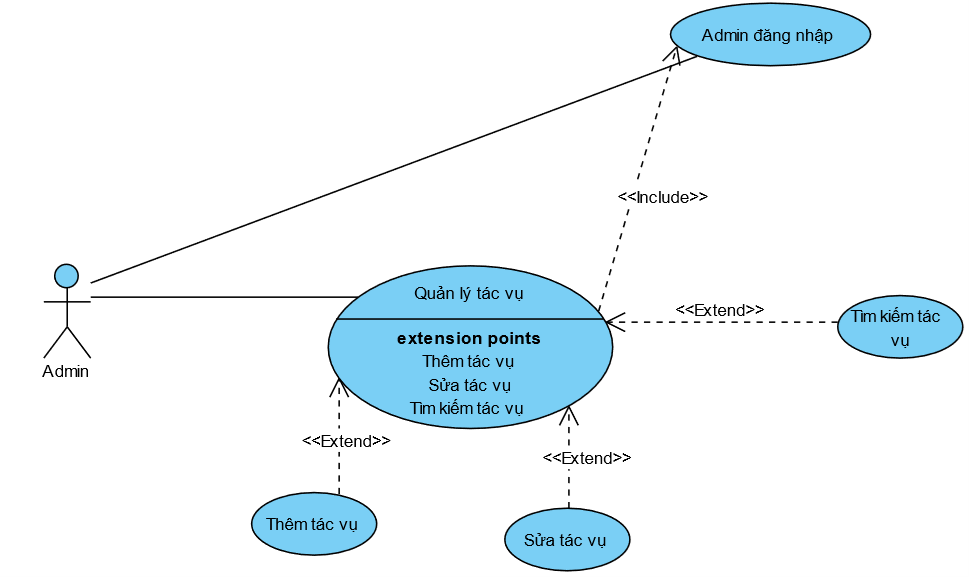 Admin đăng nhập
<<Include>>
Quản lý tác vụ
<<Extend>>
Tìm kiếm tác
vụ
extension points
Thêm tác vụ
Sửa tác vụ
Tìm kiếm tác vụ
Admin
<<Extend>>
<<Extend>>
Thêm tác vụ
Sửa tác vụ